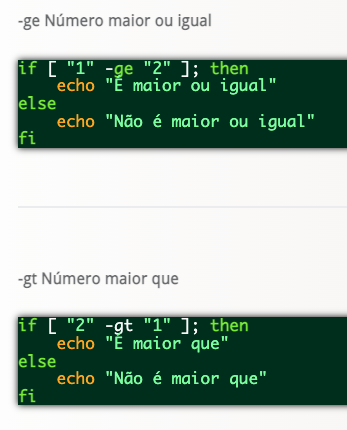 -ge Número maior ou igual
if [ "1" -ge "2" ]; then
    echo "É maior ou igual"
else
    echo "Não é maior ou igual"
fi
-gt Número maior que
if [ "2" -gt "1" ]; then
    echo "É maior que"
else
    echo "Não é maior que"
fi